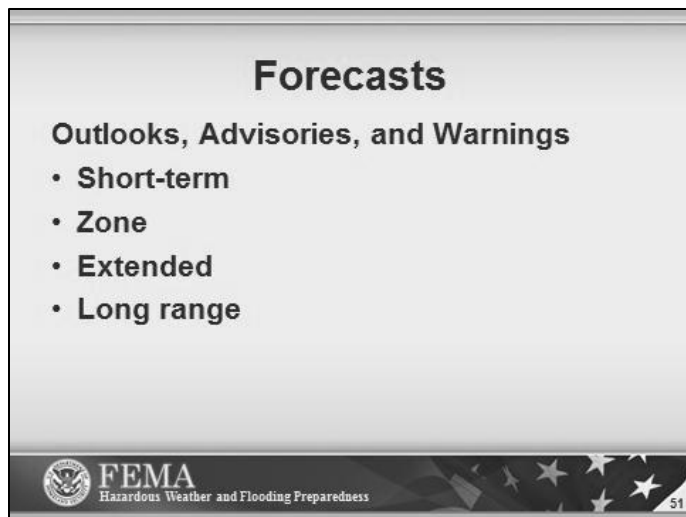 Forecasts
Outlooks, Advisories, and Warnings
• Short-term
• Zone
• Extended
• Long range
FEMA
Hazardous Weather and Flooding Preparedness
51